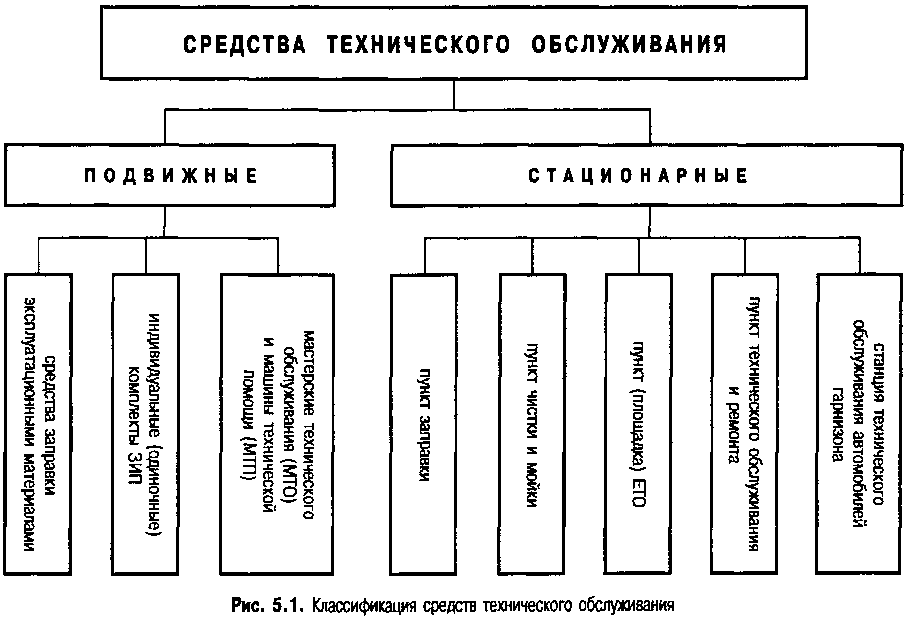 СРЕДСТВА ТЕХНИЧЕСКОГО ОБСЛУЖИВАНИЯ
ПОДВИЖНЫЕ
СТАЦИОНАРНЫЕ
средства заправки
эксплуатационными материалами
индивидуальные (одиночные)
комплекты ЗИП
мастерские технического
обслуживания (МТО)
и машины технической
помощи (МТП)
пункт заправки
пункт чистки и мойки
пункт (площадка) ЕТО
пункт технического обслуживания
и ремонта
станция технического
обслуживания автомобилей
гарнизона
Рис. 5.1. Классификация средств технического обслуживания